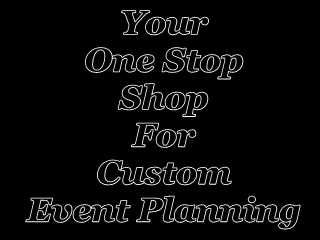 Your
One Stop
Shop
For
Custom
Event Planning